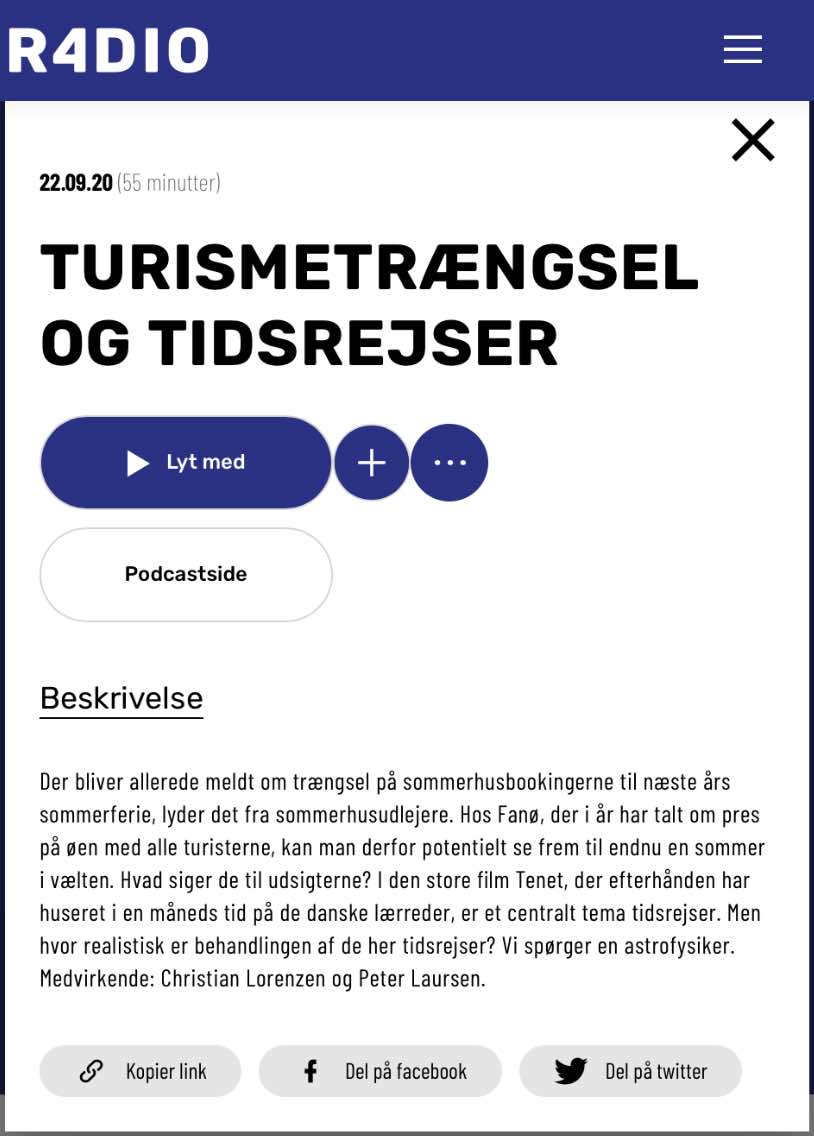 R4DIO
22.09.20 (55 minutter)
TURISMETRÆNGSEL
OG TIDSREJSER
Lyt med
Podcastside
Beskrivelse
Der bliver allerede meldt om trængsel på sommerhusbookingerne til næste års
sommerferie, lyder det fra sommerhusudlejere. Hos Fanø, der i år har talt om pres
på øen med alle turisterne, kan man derfor potentielt se frem til endnu en sommer
i vælten. Hvad siger de til udsigterne? I den store film Tenet, der efterhånden har
huseret i en måneds tid på de danske lærreder, er et centralt tema tidsrejser. Men
hvor realistisk er behandlingen af de her tidsrejser? Vi spørger en astrofysiker.
Medvirkende: Christian Lorenzen og Peter Laursen.
Kopier link
Del på facebook
Del på twitter